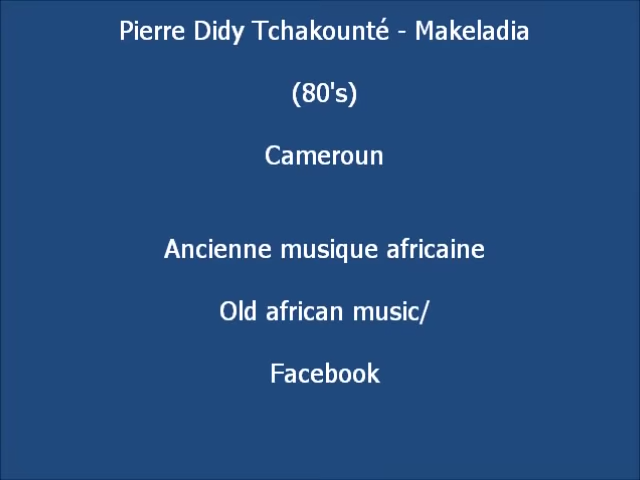 Pierre Didy Tchakounté - Makeladia
(80's)
Cameroun
Ancienne musique africaine
Old african music/
Facebook